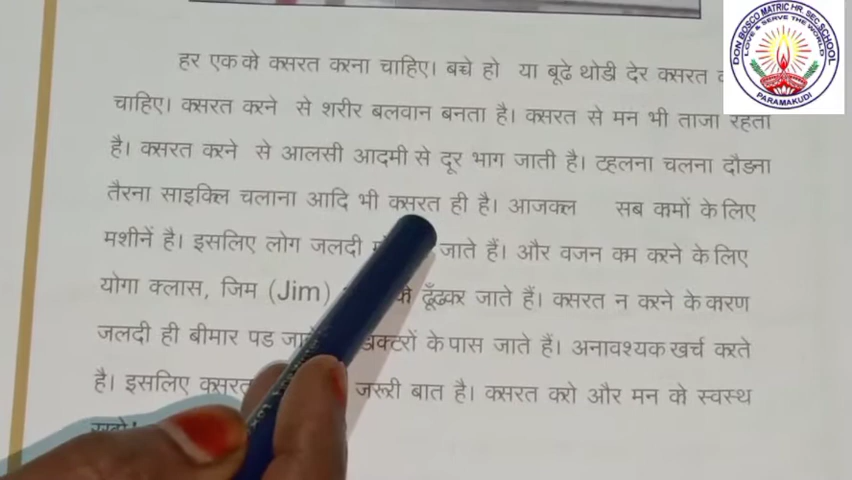 हर एक को कसरत करना चाहिए। बच्चे हो या बूढे थोडी देर कसरत
चाहिए। कसरत करने से शरीर बलवान बनता है। कसरत से मन भी ताजा रहता
है। कसरत करने से आलसी आदमी से दूर भाग जाती है। टहलना चलना दौडना
तैरना साइकिल चलाना आदि भी कसरत ही है। आजकल सब कामों के लिए
मशीनें है। इसलिए लोग जलदी जाते हैं। और वजन कम करने के लिए
योगा क्लास, जिम (Jim) ढूँढकर जाते हैं। कसरत न करने के कारण
जलदी ही बीमार पड के पास जाते हैं। अनावश्यक खर्च करते
है। इसलिए कसरत जरुरी बात है। कसरत करो और मन को स्वस्थ
DON BOSCO MATRIC HR. SEC SCHOOL
LOVE & SERVE THE WORLD
PARAMAKUDI